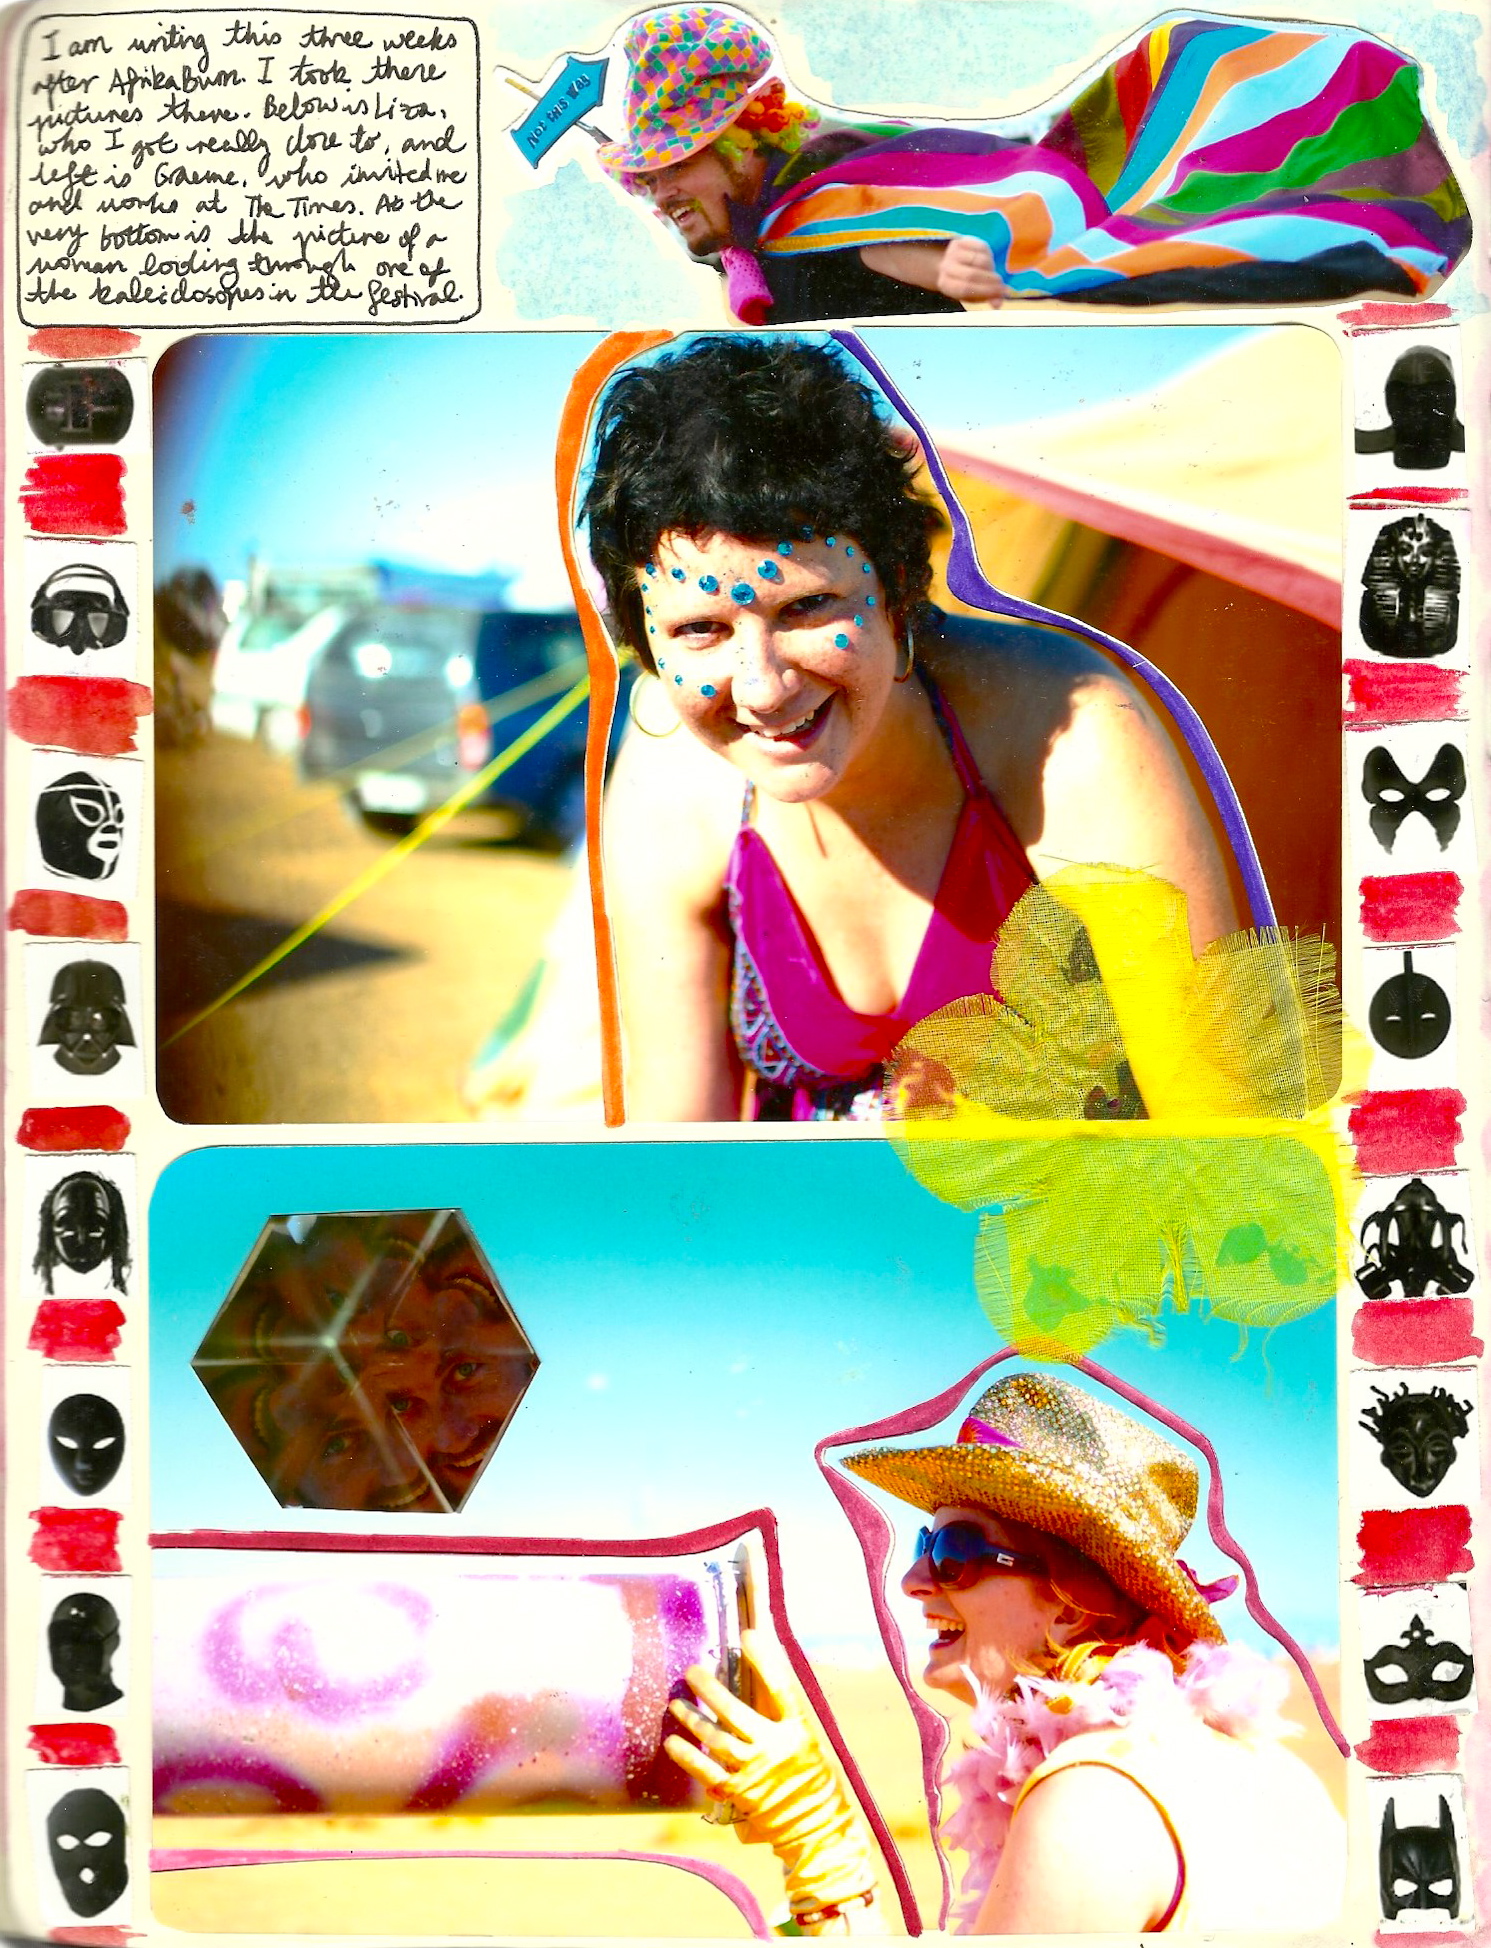 I am writing this three weeks
after AfrikaBurn. I took there
pictures there. Below is Liza,
who I got really close to, and
left is Graeme, who invited me
and works at The Times. At the
very bottom is the picture of a
woman looking through one of
the kaleidosopes in the festival.
Not this Way